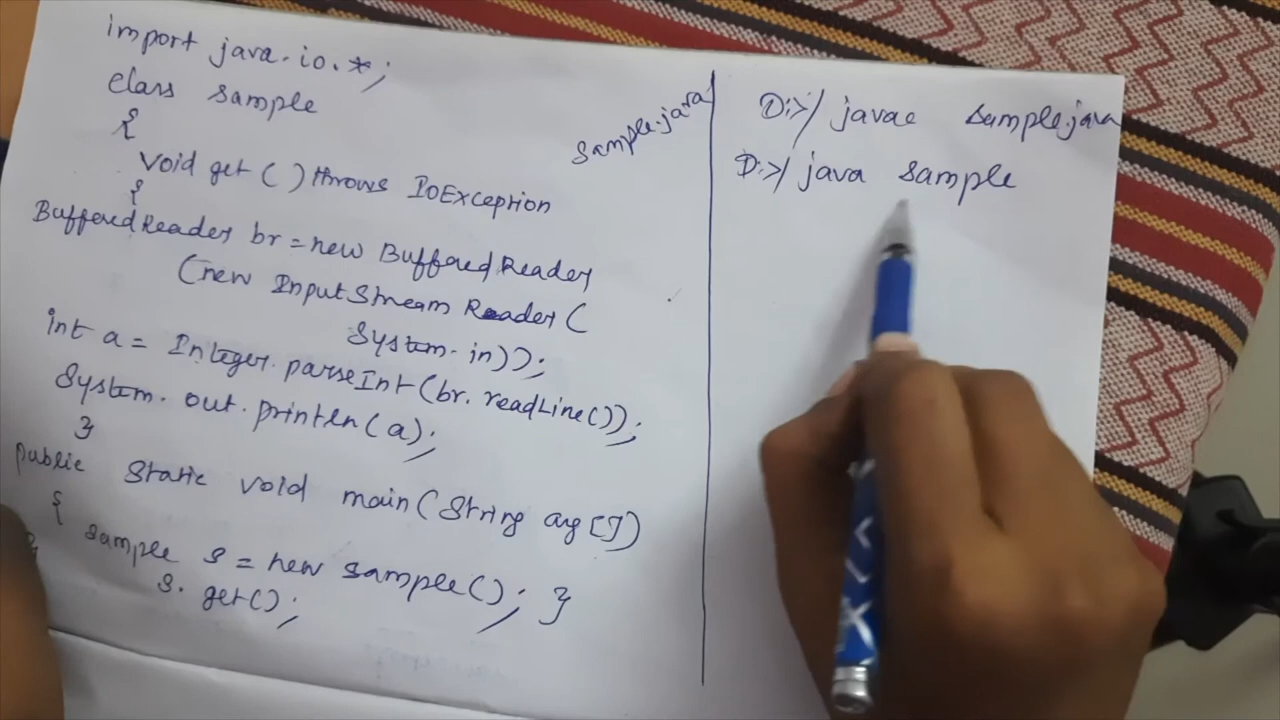 import java.io.*;
class sample
{
void get ( ) throws IOException
{
BufferedReader br = new BufferedReader
(new InputStream Reader (
System.in));
int a = Integer.parseInt(br.readLine());
System.out.println(a);
}
public static void main(String arg[])
{
sample s = new sample(); }
s.get();
}
sample.java
D:>/ javac sample.java
D:>/ java sample